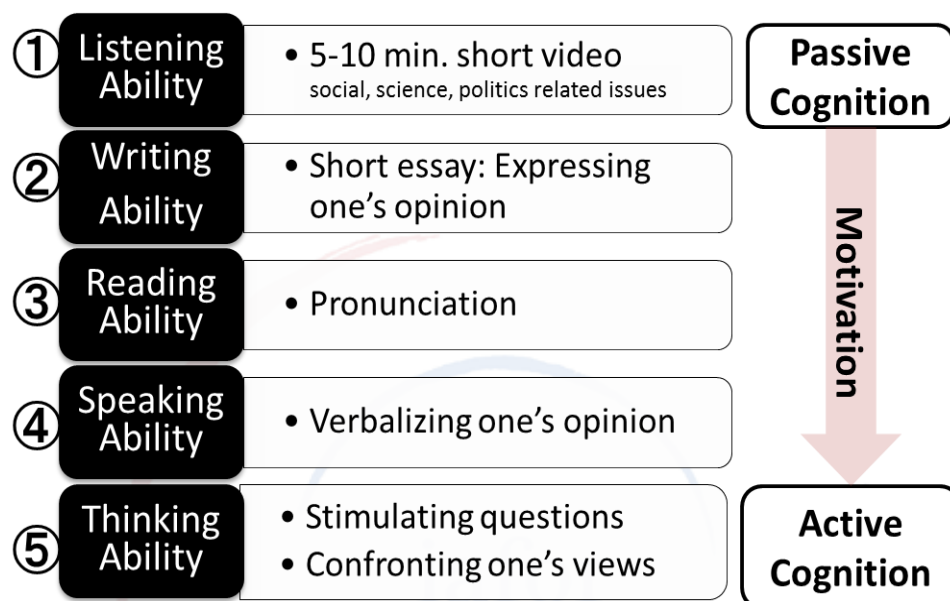 ① Listening Ability
• 5-10 min. short video
social, science, politics related issues
Passive Cognition
② Writing Ability
• Short essay: Expressing
one’s opinion
③ Reading Ability
• Pronunciation
Motivation
④ Speaking Ability
• Verbalizing one’s opinion
⑤ Thinking Ability
• Stimulating questions
• Confronting one’s views
Active Cognition